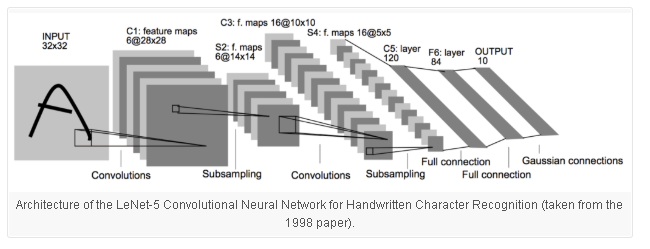 INPUT
32x32
C1: feature maps
6@28x28
S2: f. maps
6@14x14
C3: f. maps 16@10x10
S4: f. maps 16@5x5
C5: layer
120
F6: layer
84
OUTPUT
10
A
Convolutions
Subsampling
Convolutions
Subsampling
Full connection
Full connection
Gaussian connections
Architecture of the LeNet-5 Convolutional Neural Network for Handwritten Character Recognition (taken from the
1998 paper).